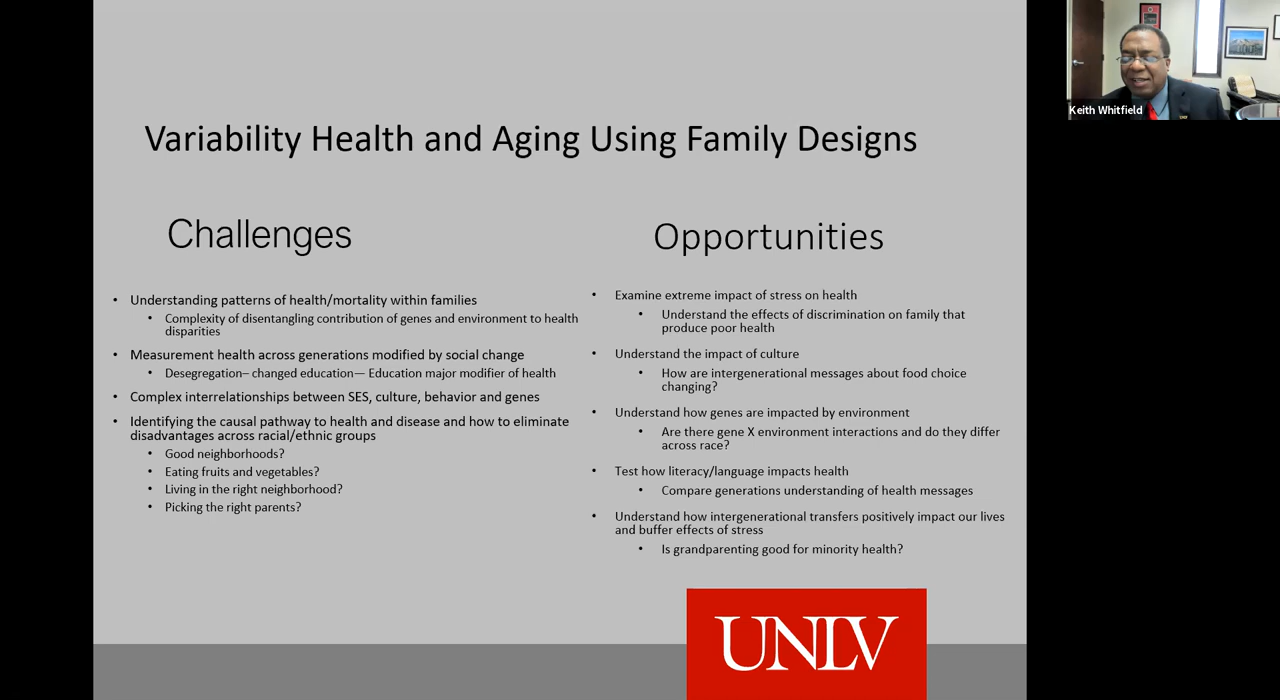 Variability Health and Aging Using Family Designs
Challenges
• Understanding patterns of health/mortality within families
• Complexity of disentangling contribution of genes and environment to health
disparities
• Measurement health across generations modified by social change
• Desegregation– changed education— Education major modifier of health
• Complex interrelationships between SES, culture, behavior and genes
• Identifying the causal pathway to health and disease and how to eliminate
disadvantages across racial/ethnic groups
• Good neighborhoods?
• Eating fruits and vegetables?
• Living in the right neighborhood?
• Picking the right parents?
Opportunities
• Examine extreme impact of stress on health
• Understand the effects of discrimination on family that
produce poor health
• Understand the impact of culture
• How are intergenerational messages about food choice
changing?
• Understand how genes are impacted by environment
• Are there gene X environment interactions and do they differ
across race?
• Test how literacy/language impacts health
• Compare generations understanding of health messages
• Understand how intergenerational transfers positively impact our lives
and buffer effects of stress
• Is grandparenting good for minority health?
UNLV
Keith Whitfield